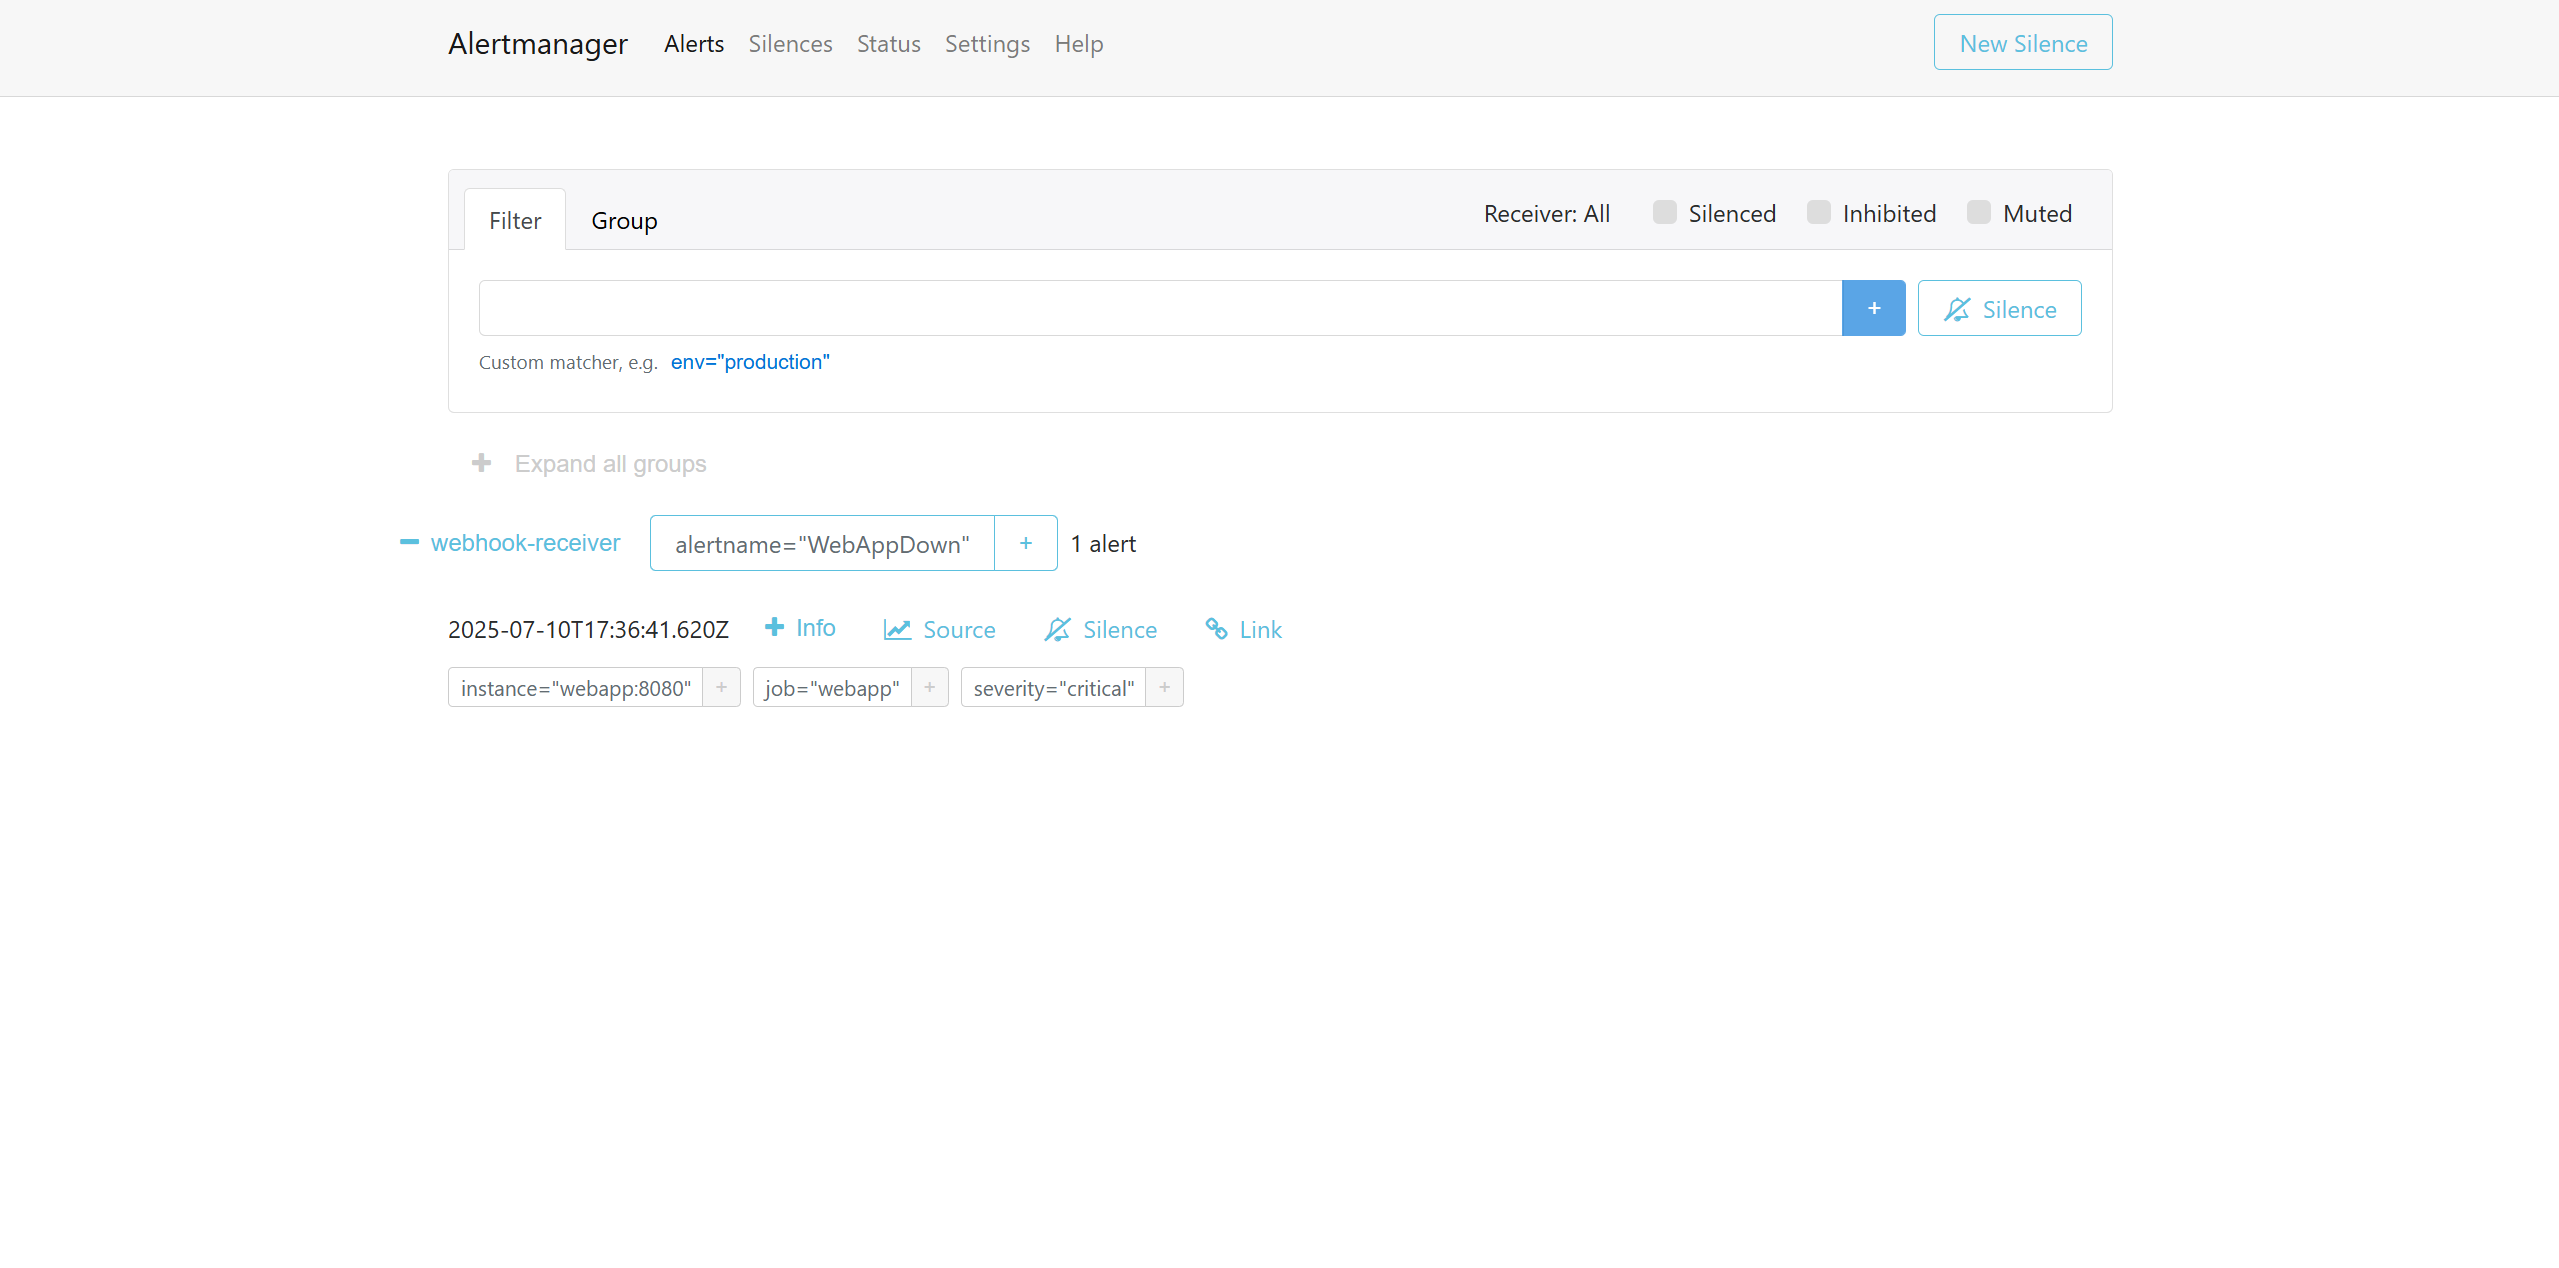 Alertmanager Alerts Silences Status Settings Help New Silence
Filter Group Receiver: All Silenced Inhibited Muted
+ Silence
Custom matcher, e.g. env="production"
+ Expand all groups
− webhook-receiver alertname="WebAppDown" + 1 alert
2025-07-10T17:36:41.620Z + Info Source Silence Link
instance="webapp:8080" + job="webapp" + severity="critical" +